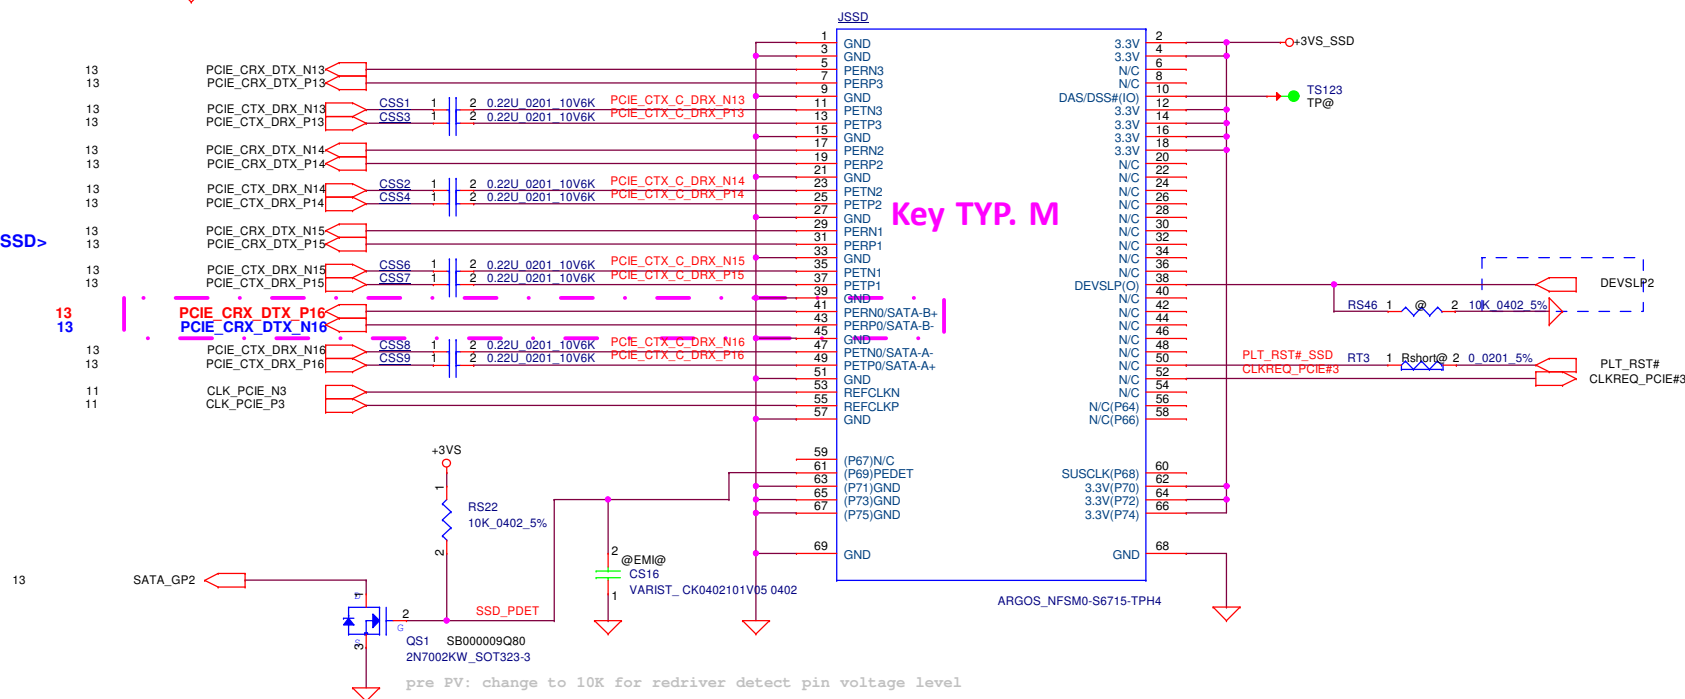 JSSD
1 GND 3.3V 2 +3VS_SSD
3 GND 3.3V 4
13 PCIE_CRX_DTX_N13 5 PERN3 N/C 6
13 PCIE_CRX_DTX_P13 7 PERP3 N/C 8
9 GND DAS/DSS#(IO) 10 TS123
TP@
13 PCIE_CTX_DRX_N13 CSS1 1 2 0.22U_0201_10V6K PCIE_CTX_C_DRX_N13 11 PETN3 3.3V 12
13 PCIE_CTX_DRX_P13 CSS3 1 2 0.22U_0201_10V6K PCIE_CTX_C_DRX_P13 13 PETP3 3.3V 14
15 GND 3.3V 16
13 PCIE_CRX_DTX_N14 17 PERN2 3.3V 18
13 PCIE_CRX_DTX_P14 19 PERP2 N/C 20
21 GND N/C 22
13 PCIE_CTX_DRX_N14 CSS2 1 2 0.22U_0201_10V6K PCIE_CTX_C_DRX_N14 23 PETN2 N/C 24
13 PCIE_CTX_DRX_P14 CSS4 1 2 0.22U_0201_10V6K PCIE_CTX_C_DRX_P14 25 PETP2 N/C 26
Key TYP. M
27 GND N/C 28
13 PCIE_CRX_DTX_N15 29 PERN1 N/C 30
SSD> 13 PCIE_CRX_DTX_P15 31 PERP1 N/C 32
33 GND N/C 34
13 PCIE_CTX_DRX_N15 CSS6 1 2 0.22U_0201_10V6K PCIE_CTX_C_DRX_N15 35 PETN1 N/C 36
13 PCIE_CTX_DRX_P15 CSS7 1 2 0.22U_0201_10V6K PCIE_CTX_C_DRX_P15 37 PETP1 DEVSLP(O) 38 DEVSLP2
39 GND N/C 40
13 PCIE_CRX_DTX_P16 41 PERN0/SATA-B+ N/C 42 RS46 1 @ 2 10K_0402_5%
13 PCIE_CRX_DTX_N16 43 PERP0/SATA-B- N/C 44
45 GND N/C 46
13 PCIE_CTX_DRX_N16 CSS8 1 2 0.22U_0201_10V6K PCIE_CTX_C_DRX_N16 47 PETN0/SATA-A- N/C 48
13 PCIE_CTX_DRX_P16 CSS9 1 2 0.22U_0201_10V6K PCIE_CTX_C_DRX_P16 49 PETP0/SATA-A+ N/C 50 PLT_RST#_SSD RT3 1 Rshort@ 2 0_0201_5% PLT_RST#
51 GND N/C 52 CLKREQ_PCIE#3 CLKREQ_PCIE#3
11 CLK_PCIE_N3 53 REFCLKN N/C 54
11 CLK_PCIE_P3 55 REFCLKP N/C(P64) 56
57 GND N/C(P66) 58
+3VS
59 (P67)N/C
61 (P69)PEDET SUSCLK(P68) 60
63 (P71)GND 3.3V(P70) 62
65 (P73)GND 3.3V(P72) 64
67 (P75)GND 3.3V(P74) 66
1
RS22
10K_0402_5%
2
69 GND GND 68
2
@EMI@
CS16
1 VARIST_ CK0402101V05 0402
13 SATA_GP2
ARGOS_NFSM0-S6715-TPH4
1
D
2 SSD_PDET
G
S
3
QS1 SB000009Q80
2N7002KW_SOT323-3
pre PV: change to 10K for redriver detect pin voltage level